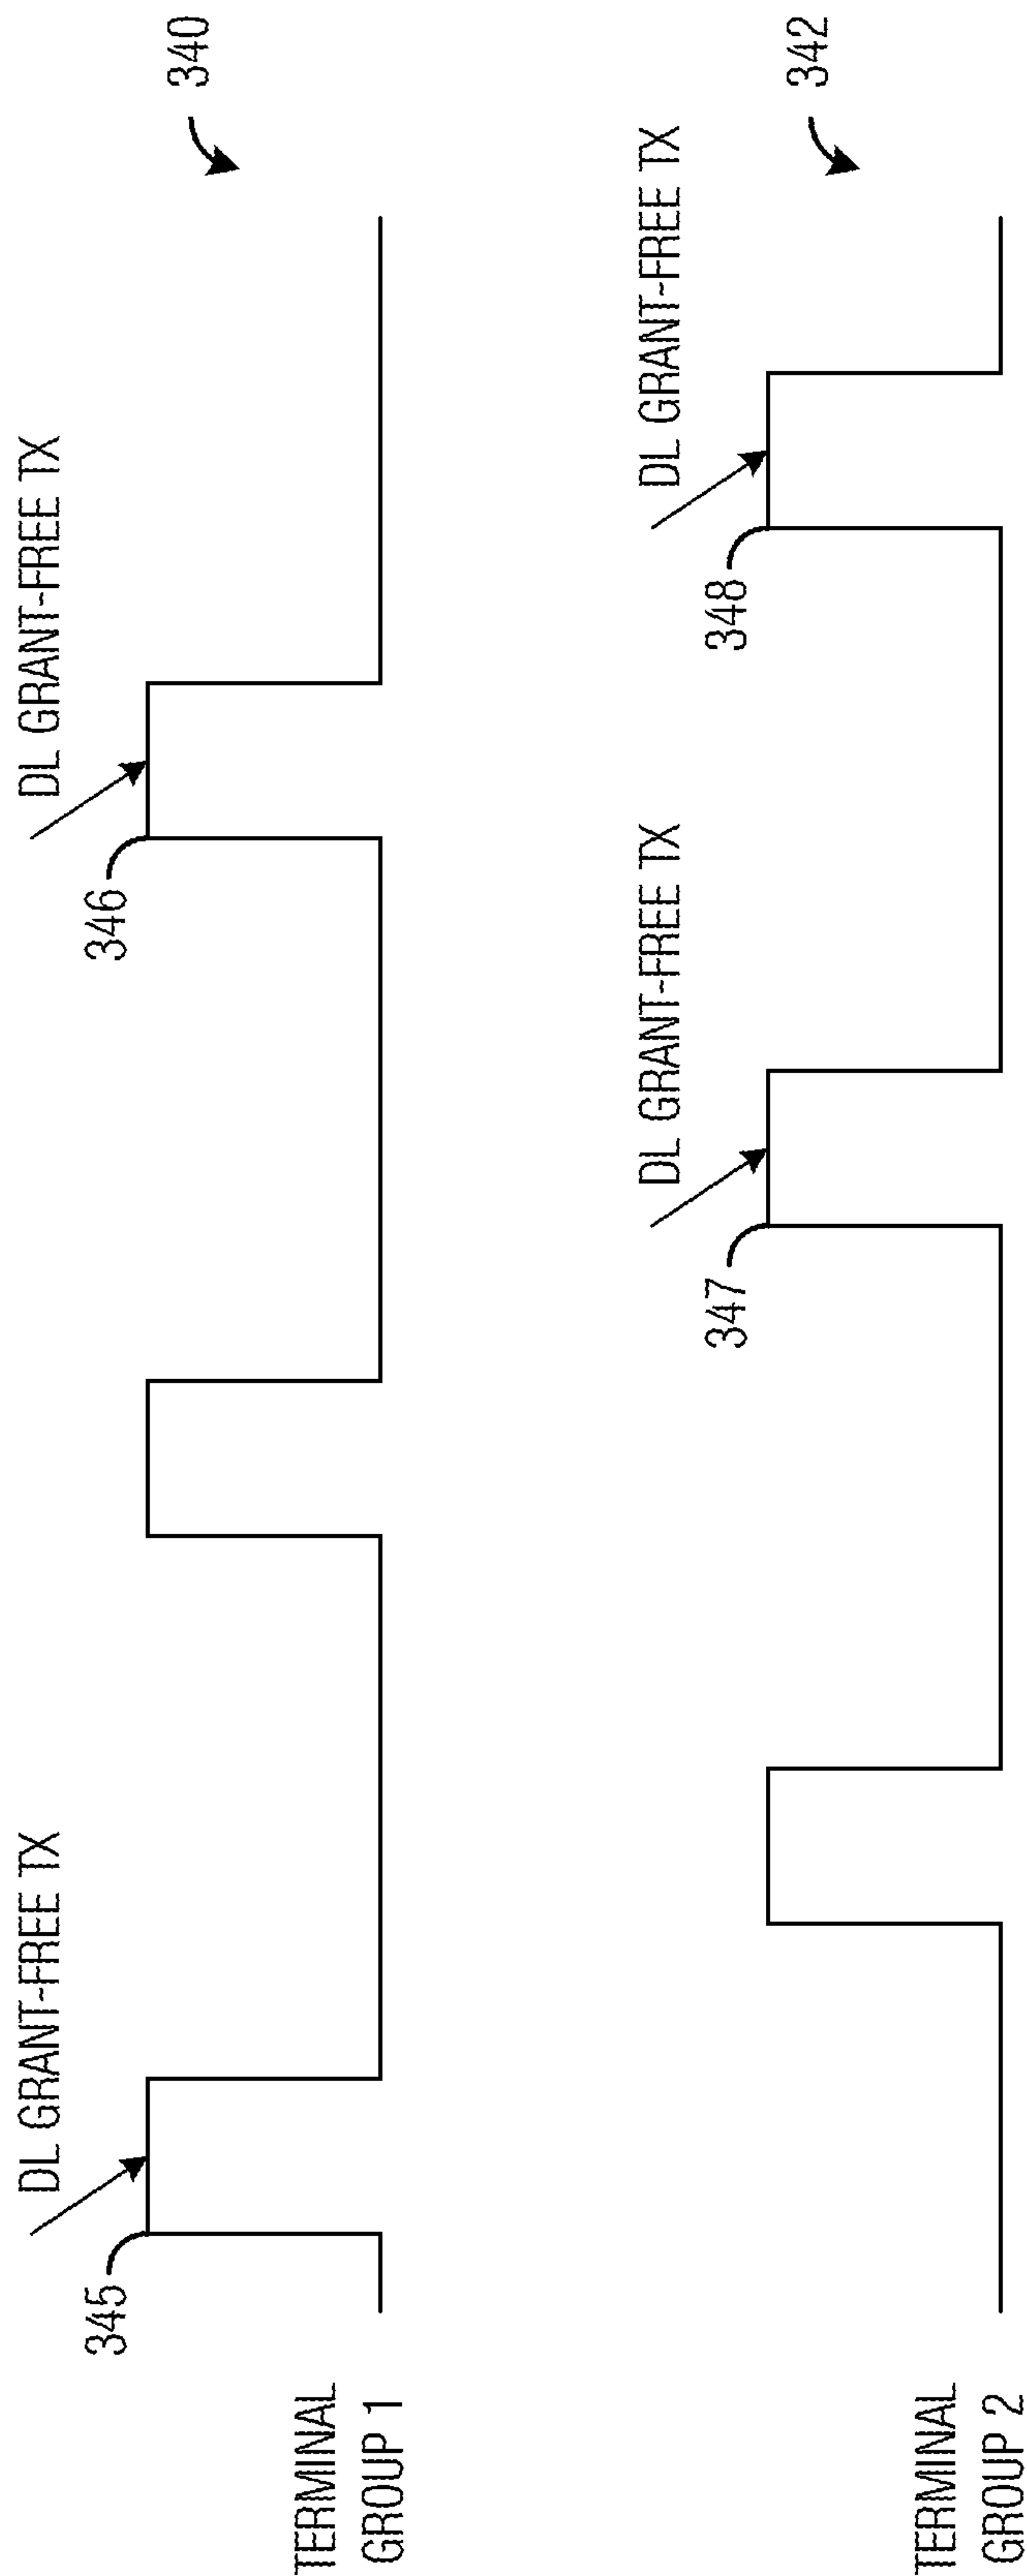 DL GRANT-FREE TX
DL GRANT-FREE TX
340
345
346
TERMINAL
GROUP 1
DL GRANT-FREE TX
DL GRANT-FREE TX
342
347
348
TERMINAL
GROUP 2